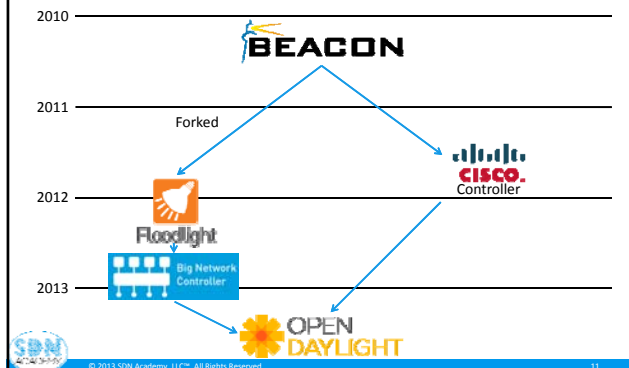 2010
BEACON
2011
Forked
CISCO.
Controller
2012
Floodlight
Big Network
Controller
2013
OPEN
DAYLIGHT
SDN
ACADEMY
© 2013 SDN Academy, LLC™ All Rights Reserved
11